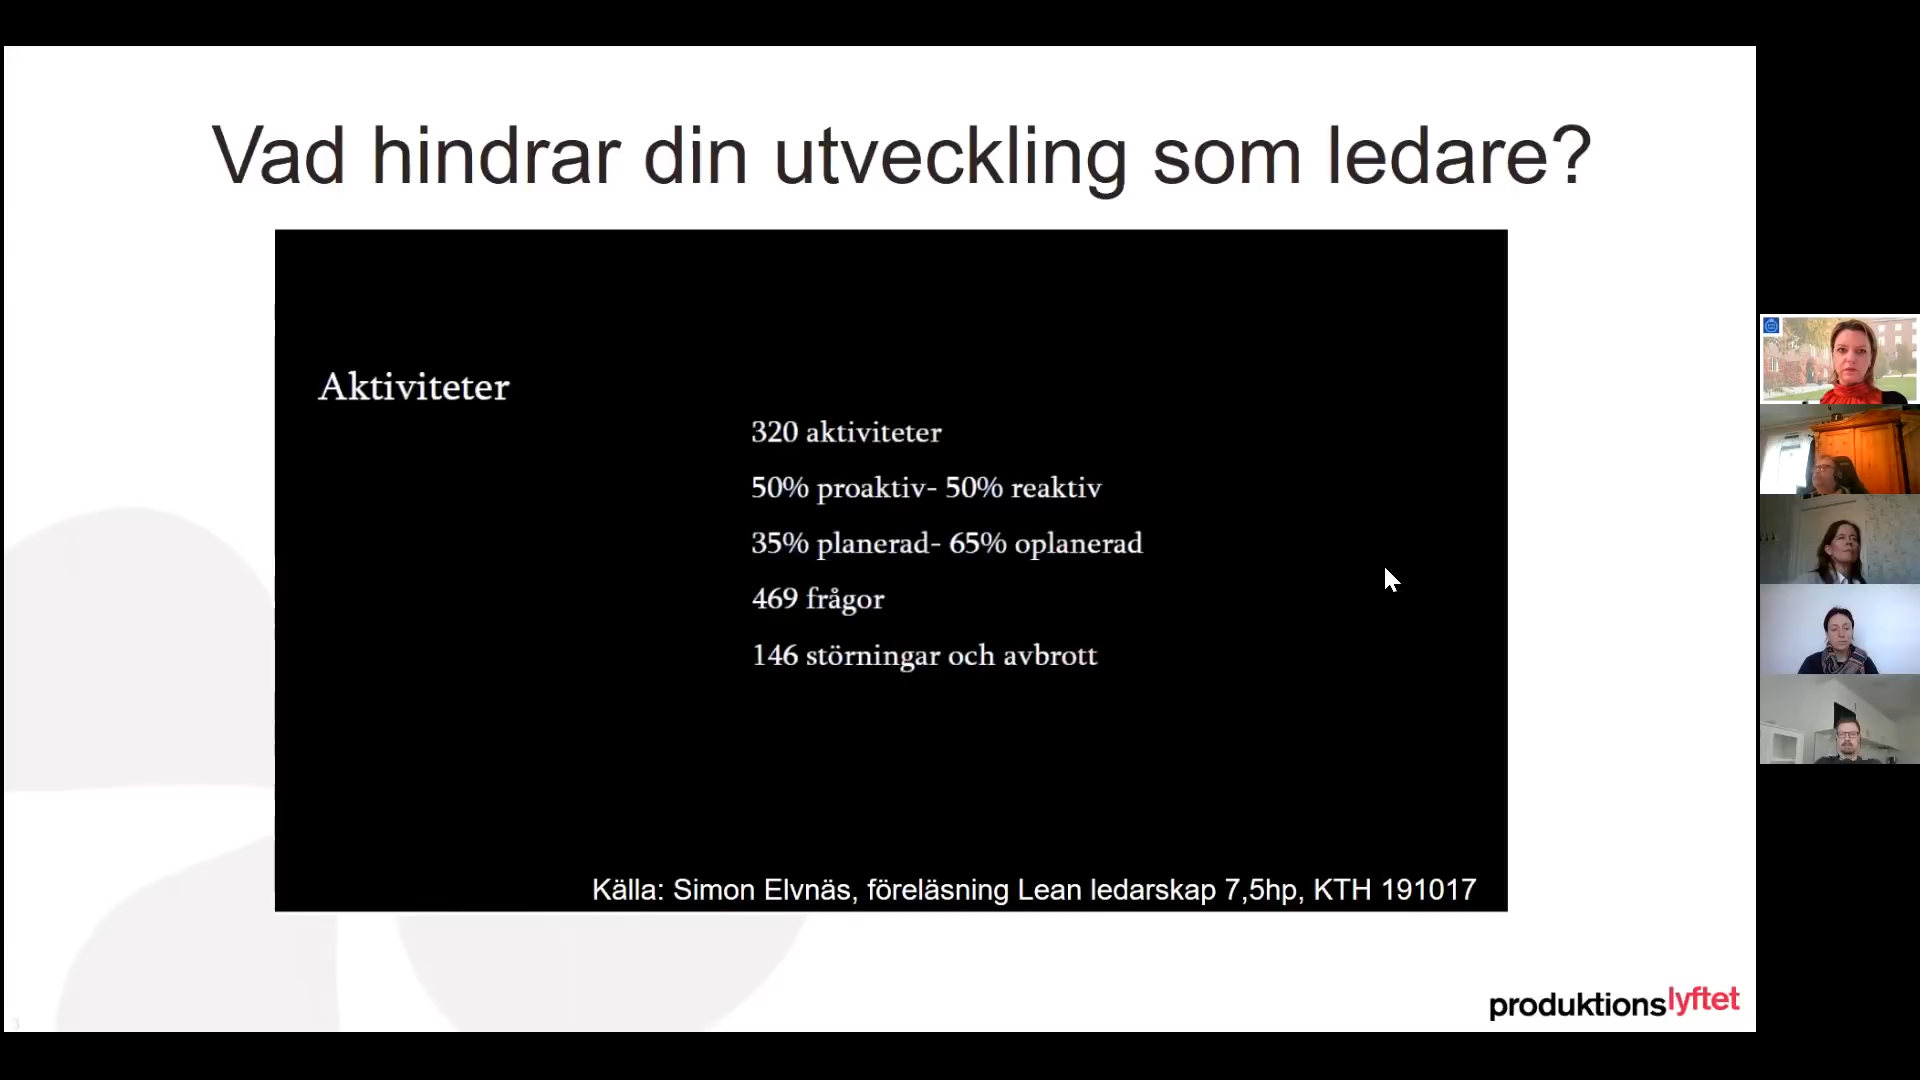 Vad hindrar din utveckling som ledare?
Aktiviteter
320 aktiviteter
50% proaktiv- 50% reaktiv
35% planerad- 65% oplanerad
469 frågor
146 störningar och avbrott
Källa: Simon Elvnäs, föreläsning Lean ledarskap 7,5hp, KTH 191017
produktionslyftet
3